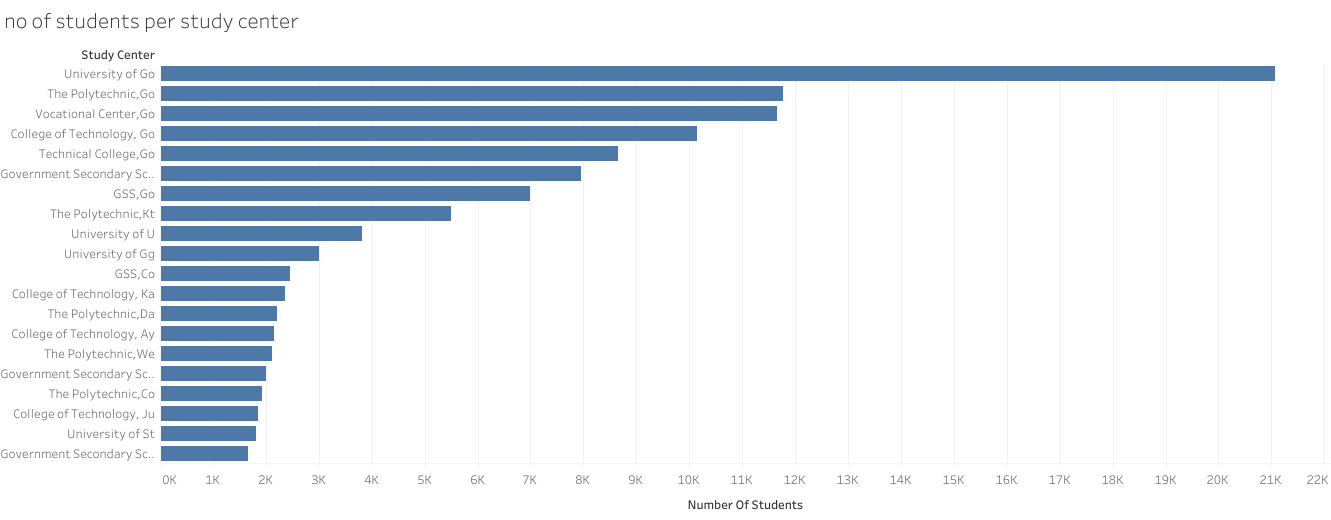 no of students per study center
Study Center
University of Go
The Polytechnic,Go
Vocational Center,Go
College of Technology, Go
Technical College,Go
Government Secondary Sc..
GSS,Go
The Polytechnic,Kt
University of U
University of Gg
GSS,Co
College of Technology, Ka
The Polytechnic,Da
College of Technology, Ay
The Polytechnic,We
Government Secondary Sc..
The Polytechnic,Co
College of Technology, Ju
University of St
Government Secondary Sc..
0K 1K 2K 3K 4K 5K 6K 7K 8K 9K 10K 11K 12K 13K 14K 15K 16K 17K 18K 19K 20K 21K 22K
Number Of Students